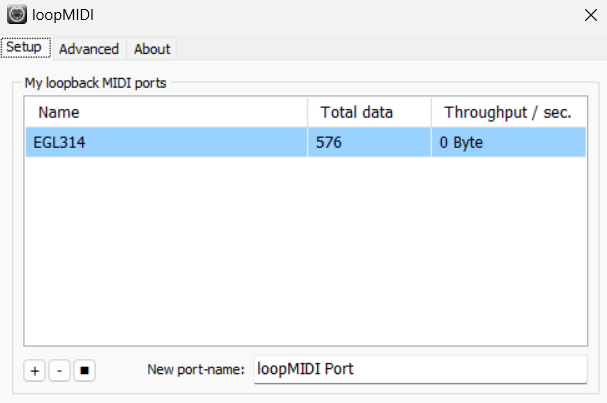 loopMIDI
Setup Advanced About
My loopback MIDI ports
Name Total data Throughput / sec.
EGL314 576 0 Byte
+ - ■ New port-name: loopMIDI Port